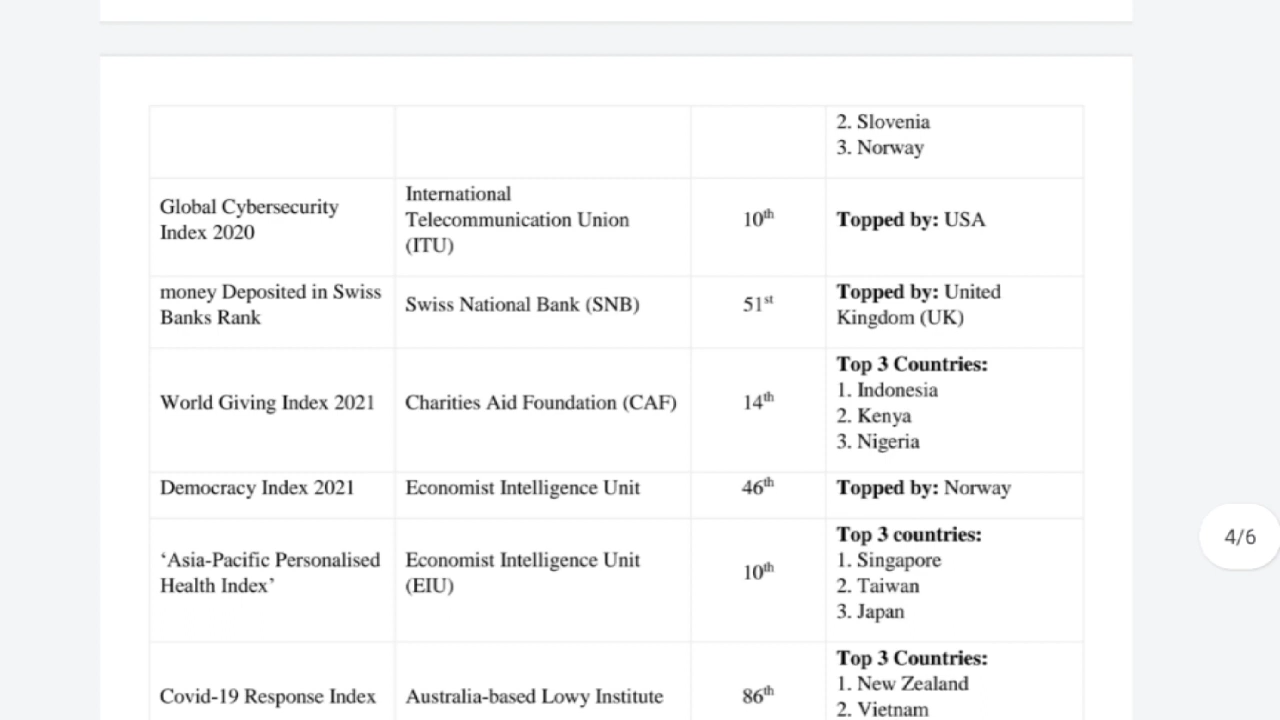 2. Slovenia
3. Norway
Global Cybersecurity
Index 2020
International
Telecommunication Union
(ITU)
10th
Topped by: USA
money Deposited in Swiss
Banks Rank
Swiss National Bank (SNB)
51st
Topped by: United
Kingdom (UK)
World Giving Index 2021
Charities Aid Foundation (CAF)
14th
Top 3 Countries:
1. Indonesia
2. Kenya
3. Nigeria
Democracy Index 2021
Economist Intelligence Unit
46th
Topped by: Norway
‘Asia-Pacific Personalised
Health Index’
Economist Intelligence Unit
(EIU)
10th
Top 3 countries:
1. Singapore
2. Taiwan
3. Japan
Covid-19 Response Index
Australia-based Lowy Institute
86th
Top 3 Countries:
1. New Zealand
2. Vietnam
4/6